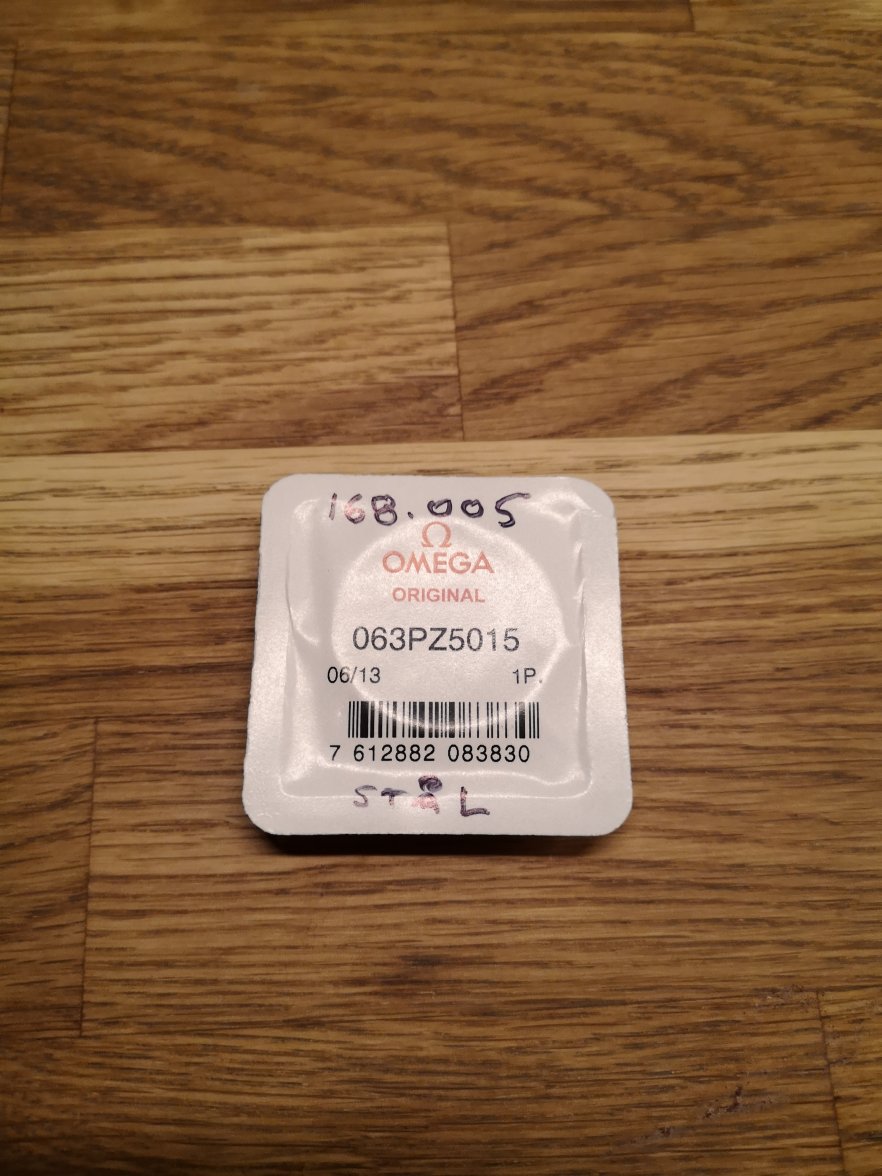 168.005
Ω
OMEGA
ORIGINAL
063PZ5015
06/13 1P.
7 612882 083830
STÅL